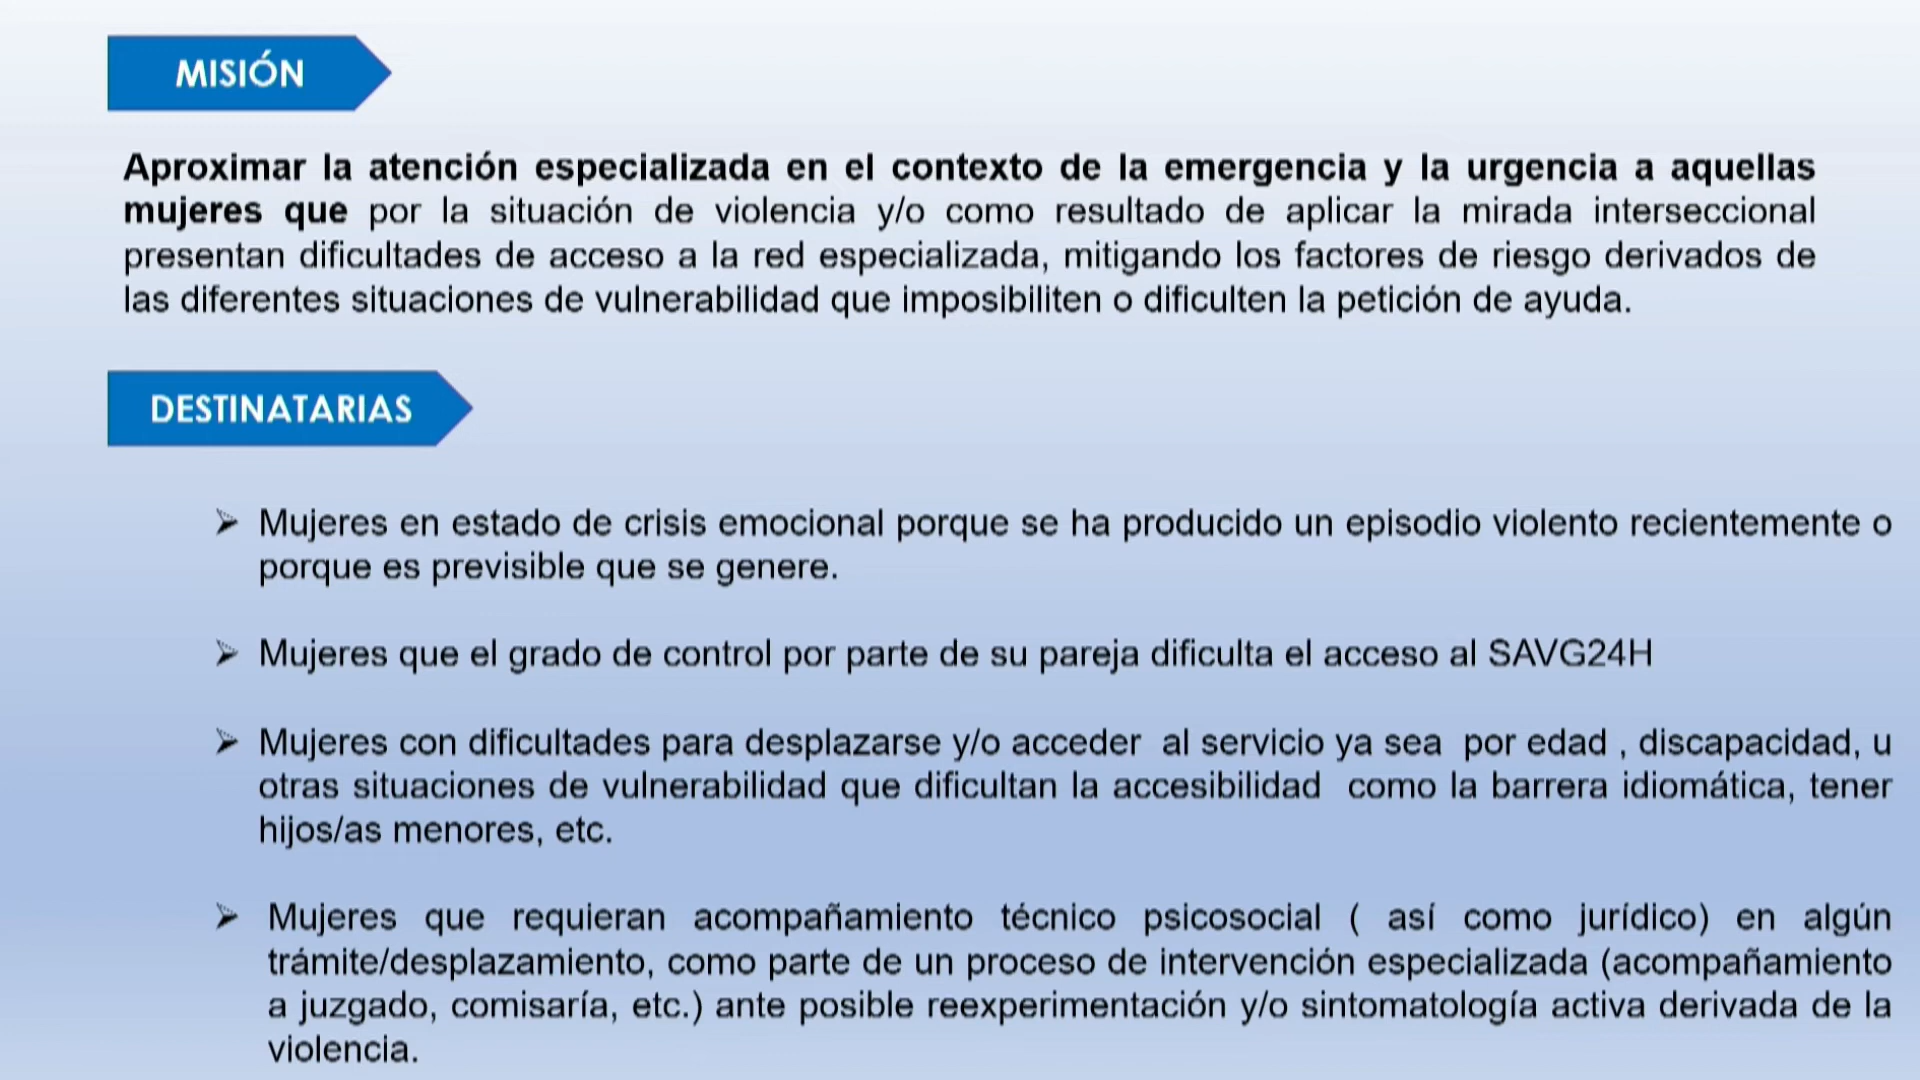 MISIÓN
Aproximar la atención especializada en el contexto de la emergencia y la urgencia a aquellas
mujeres que por la situación de violencia y/o como resultado de aplicar la mirada interseccional
presentan dificultades de acceso a la red especializada, mitigando los factores de riesgo derivados de
las diferentes situaciones de vulnerabilidad que imposibiliten o dificulten la petición de ayuda.
DESTINATARIAS
➢ Mujeres en estado de crisis emocional porque se ha producido un episodio violento recientemente o
porque es previsible que se genere.
➢ Mujeres que el grado de control por parte de su pareja dificulta el acceso al SAVG24H
➢ Mujeres con dificultades para desplazarse y/o acceder al servicio ya sea por edad , discapacidad, u
otras situaciones de vulnerabilidad que dificultan la accesibilidad como la barrera idiomática, tener
hijos/as menores, etc.
➢ Mujeres que requieran acompañamiento técnico psicosocial ( así como jurídico) en algún
trámite/desplazamiento, como parte de un proceso de intervención especializada (acompañamiento
a juzgado, comisaría, etc.) ante posible reexperimentación y/o sintomatología activa derivada de la
violencia.